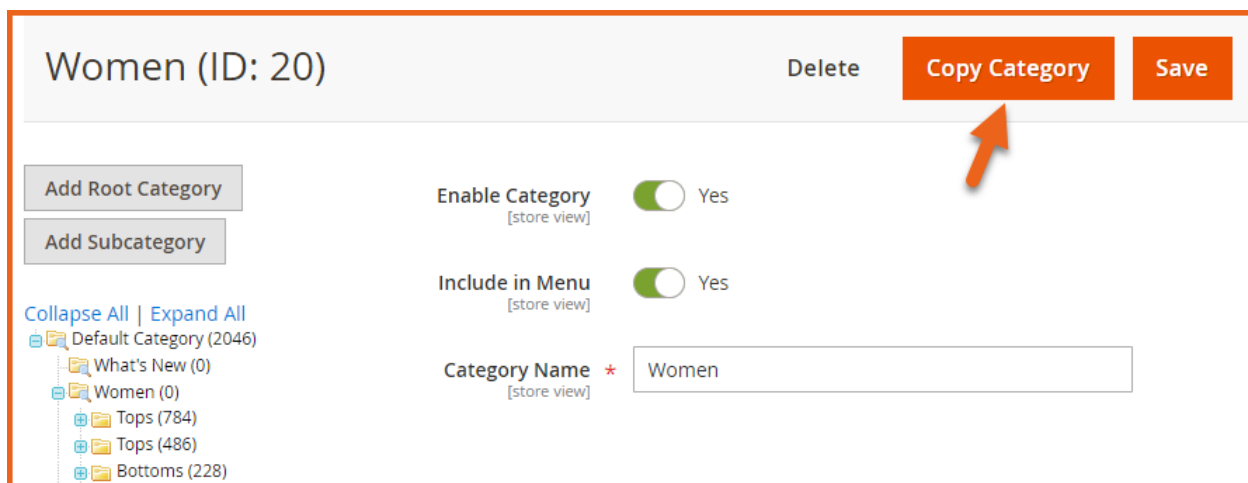 Women (ID: 20)
Delete
Copy Category
Save
Add Root Category
Add Subcategory
Enable Category
[store view]
Yes
Include in Menu
[store view]
Yes
Category Name *
[store view]
Women
Collapse All | Expand All
Default Category (2046)
What's New (0)
Women (0)
Tops (784)
Tops (486)
Bottoms (228)